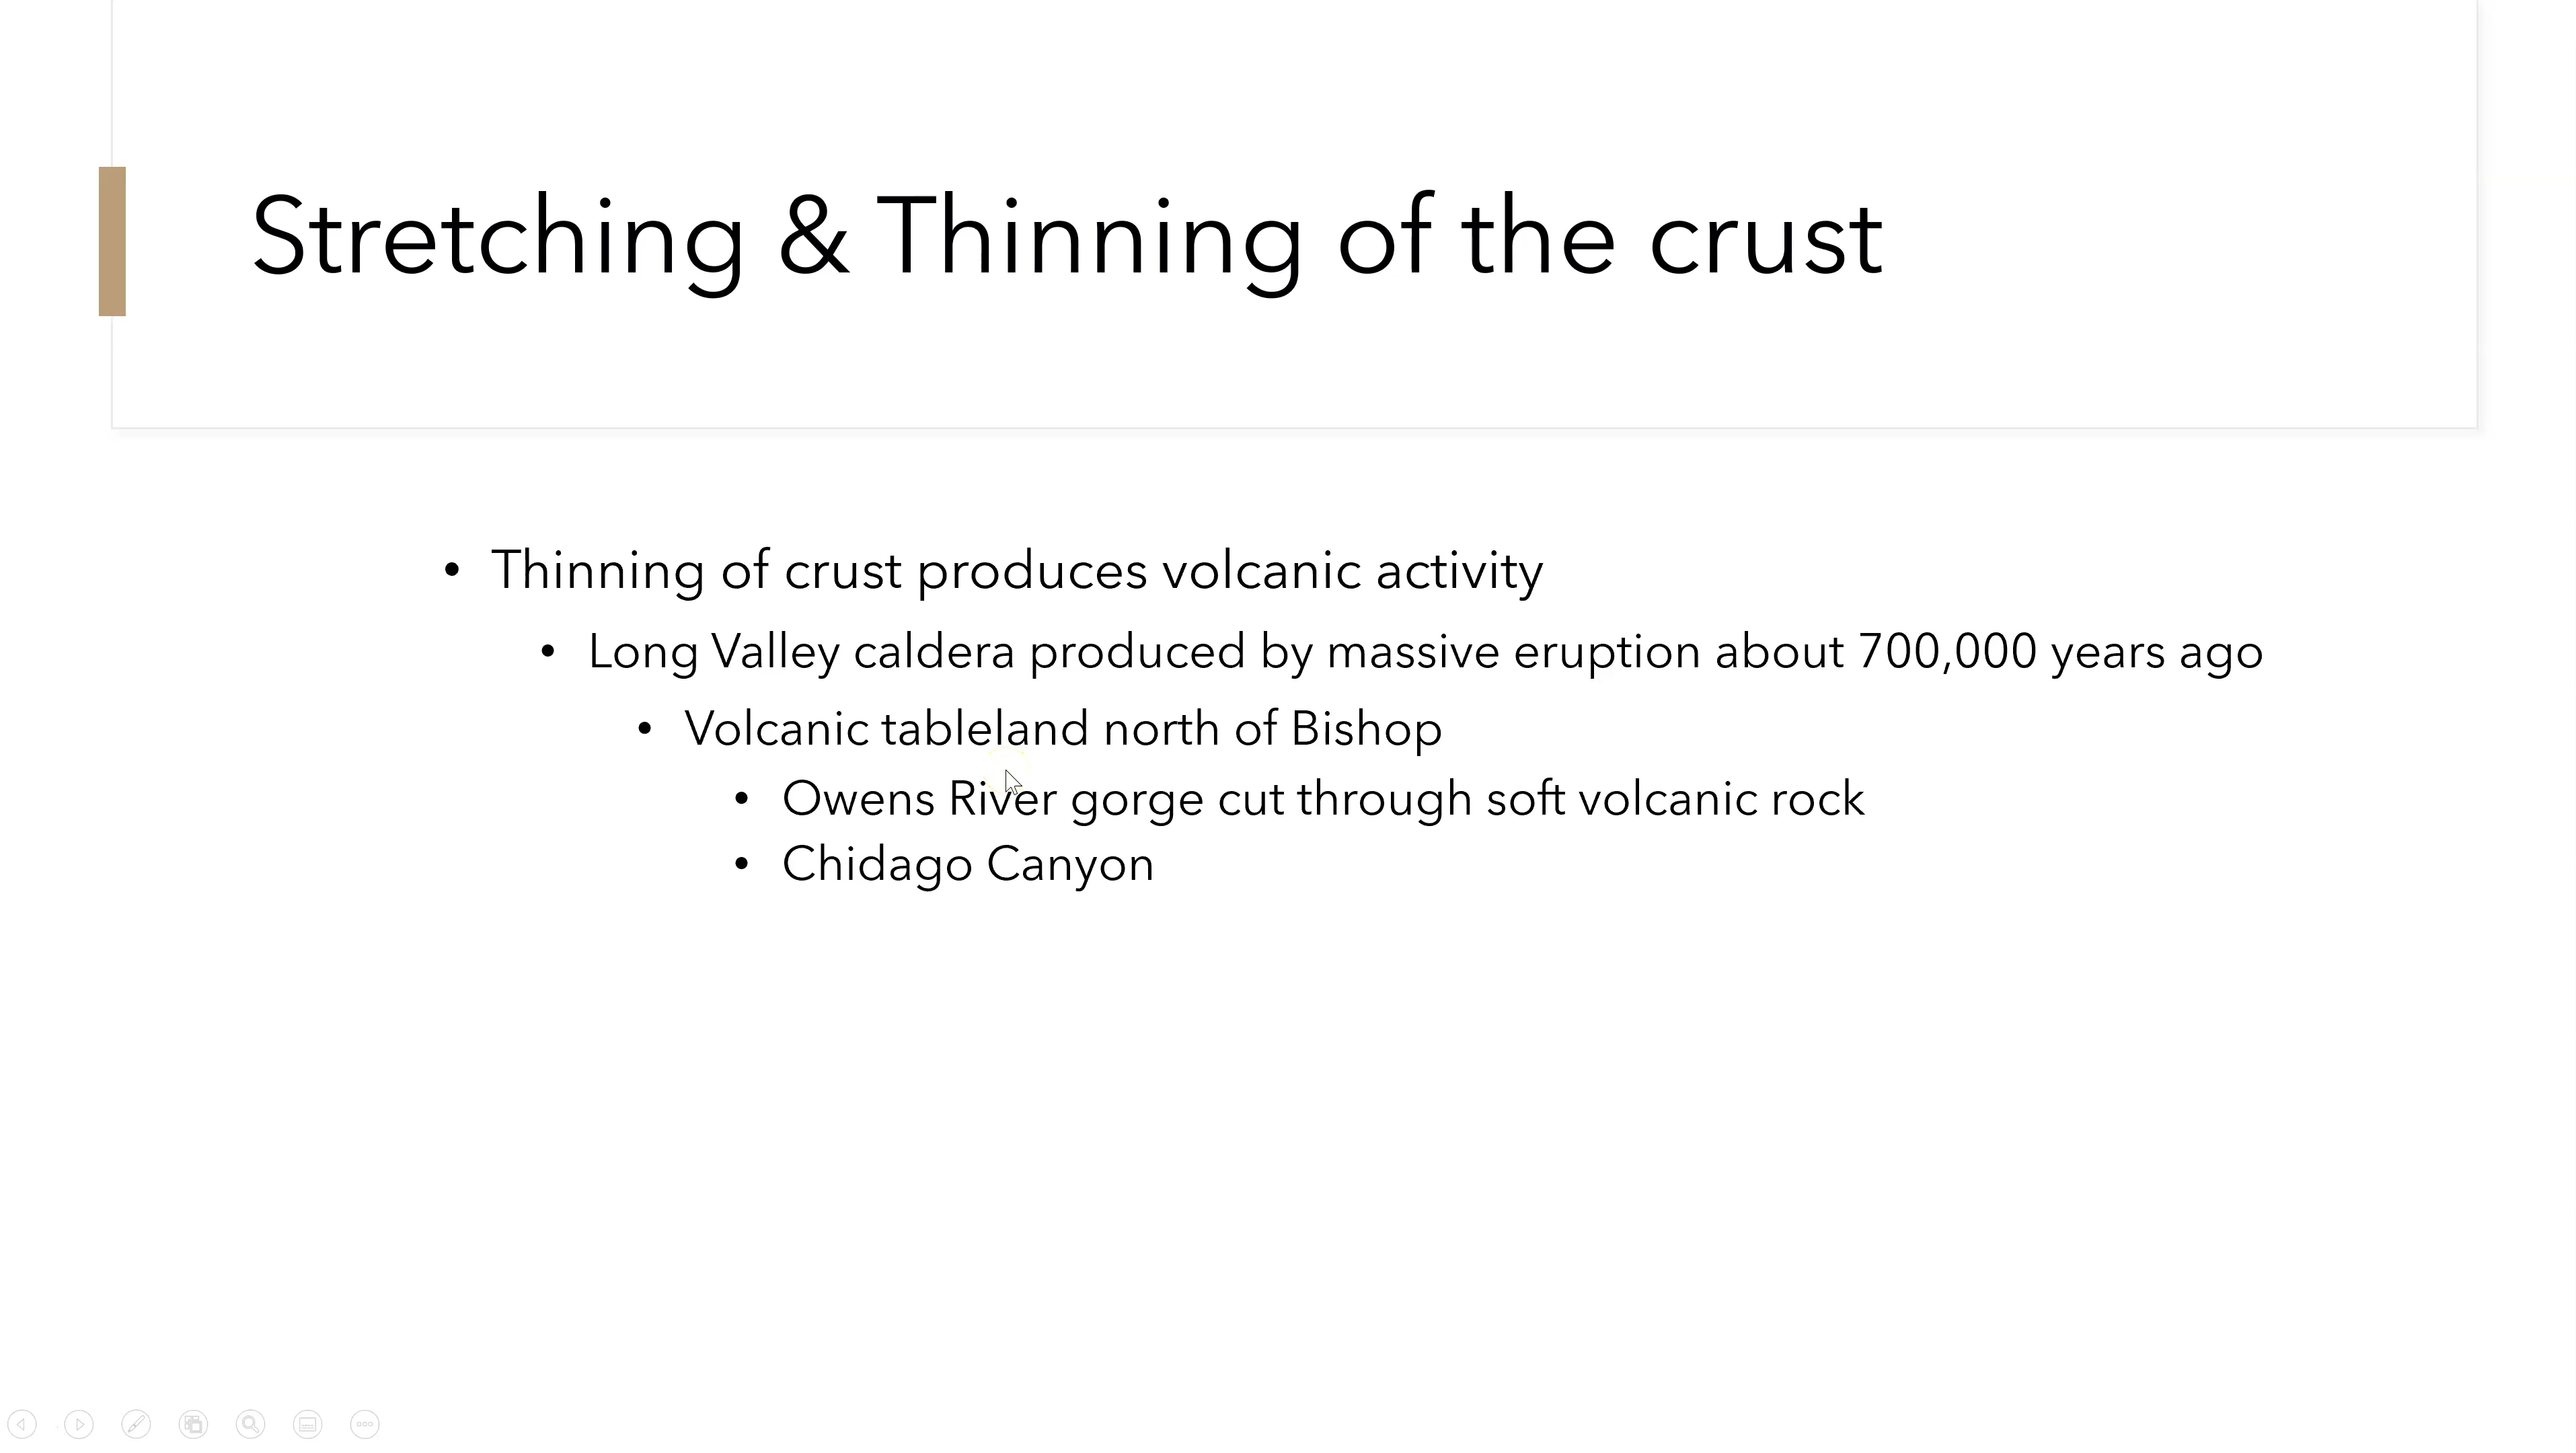 Stretching & Thinning of the crust
• Thinning of crust produces volcanic activity
• Long Valley caldera produced by massive eruption about 700,000 years ago
• Volcanic tableland north of Bishop
• Owens River gorge cut through soft volcanic rock
• Chidago Canyon